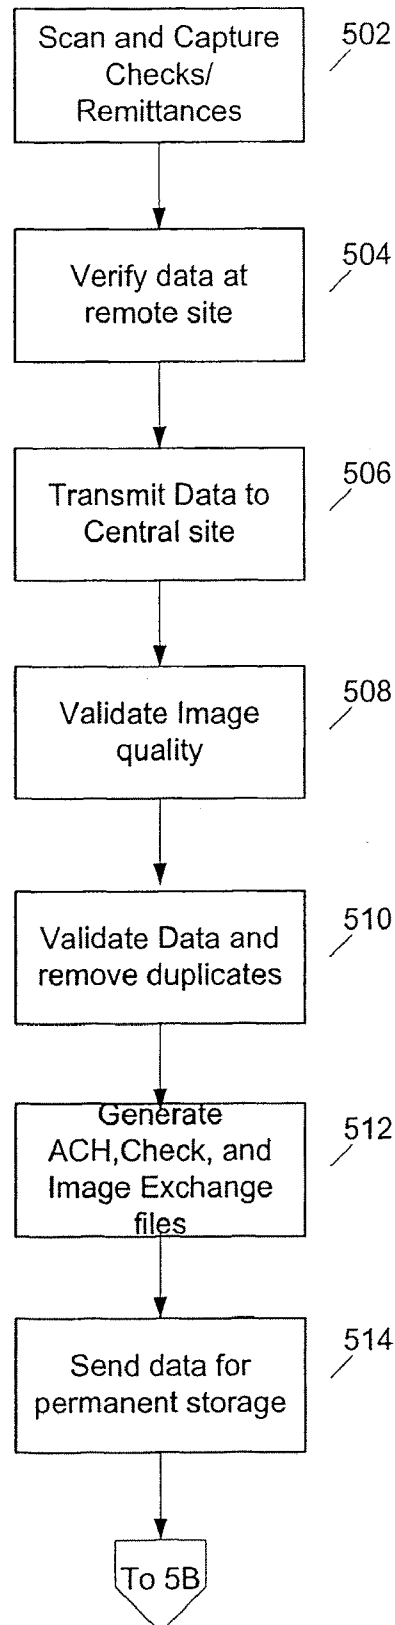 Scan and Capture
Checks/
Remittances
502
Verify data at
remote site
504
Transmit Data to
Central site
506
Validate Image
quality
508
Validate Data and
remove duplicates
510
Generate
ACH,Check, and
Image Exchange
files
512
Send data for
permanent storage
514
To 5B